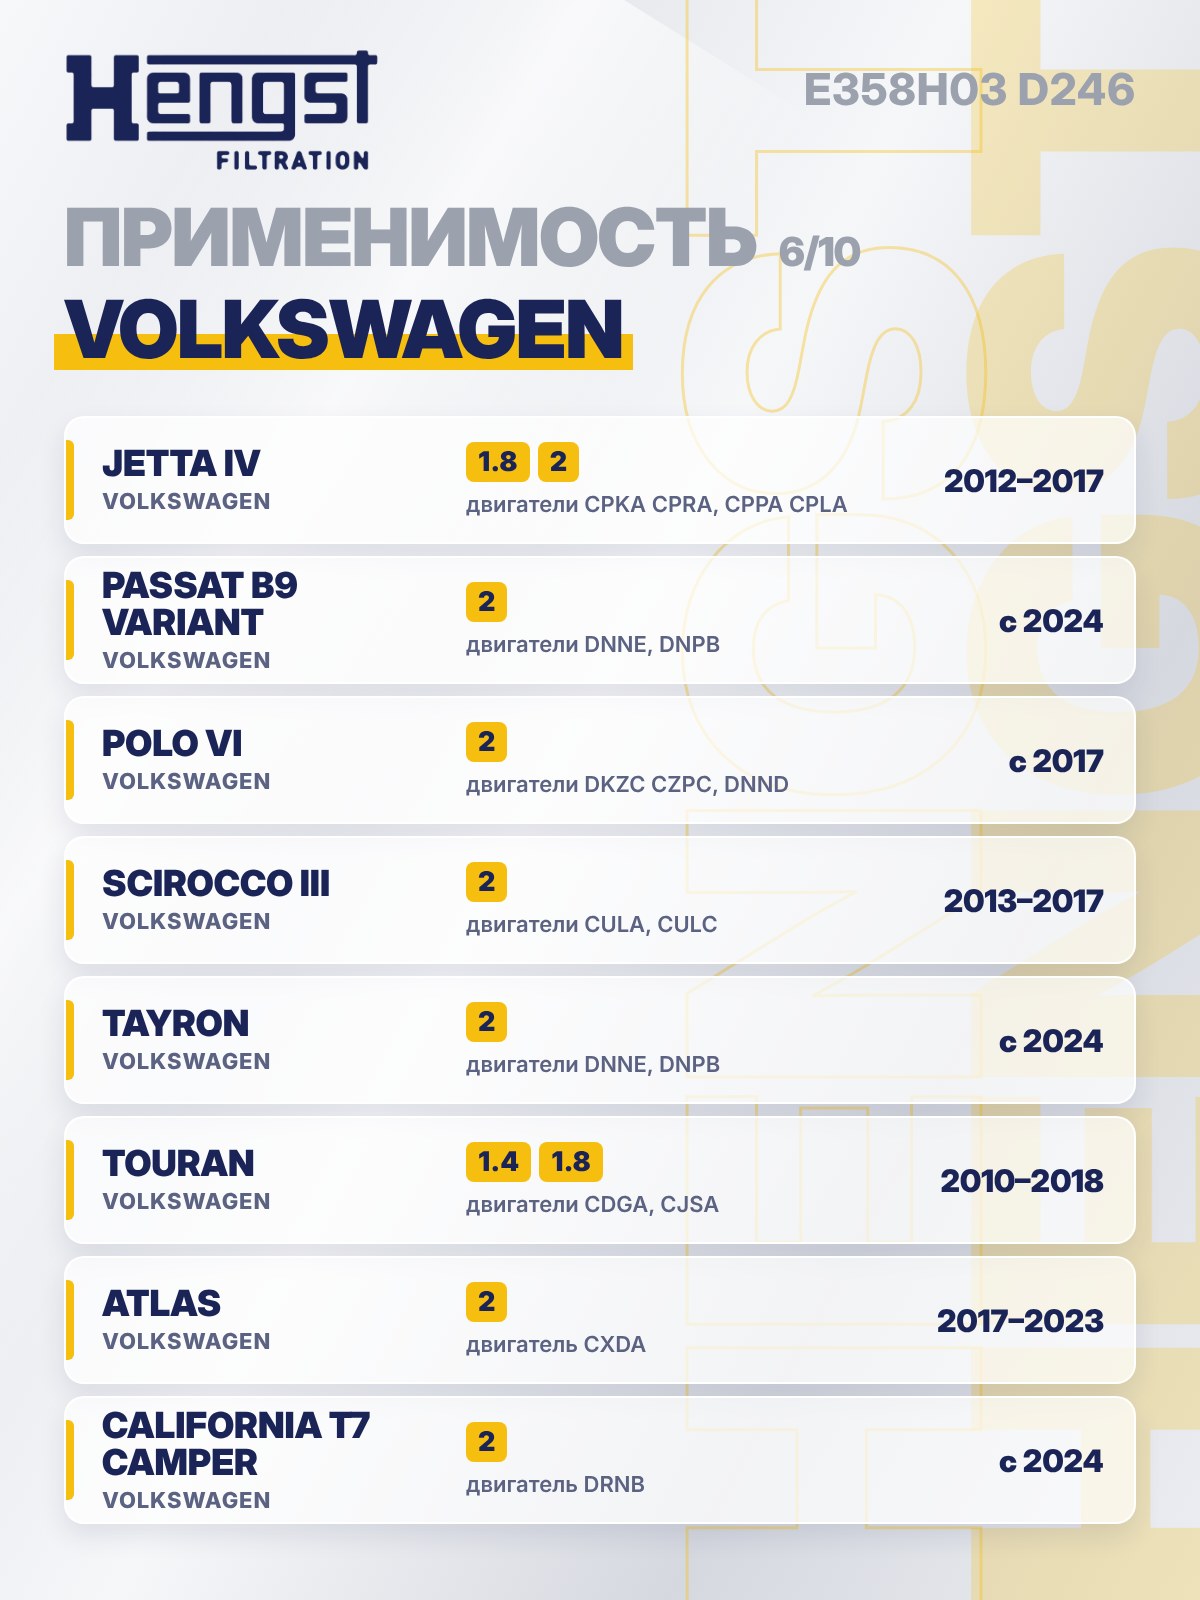 Hengst
FILTRATION
E358H03 D246
ПРИМЕНИМОСТЬ 6/10
VOLKSWAGEN
JETTA IV
VOLKSWAGEN
1.8 2
двигатели CPKA CPRA, CPPA CPLA
2012–2017
PASSAT B9
VARIANT
VOLKSWAGEN
2
двигатели DNNE, DNPB
с 2024
POLO VI
VOLKSWAGEN
2
двигатели DKZC CZPC, DNND
с 2017
SCIROCCO III
VOLKSWAGEN
2
двигатели CULA, CULC
2013–2017
TAYRON
VOLKSWAGEN
2
двигатели DNNE, DNPB
с 2024
TOURAN
VOLKSWAGEN
1.4 1.8
двигатели CDGA, CJSA
2010–2018
ATLAS
VOLKSWAGEN
2
двигатель CXDA
2017–2023
CALIFORNIA T7
CAMPER
VOLKSWAGEN
2
двигатель DRNB
с 2024
HENGST
HENGST